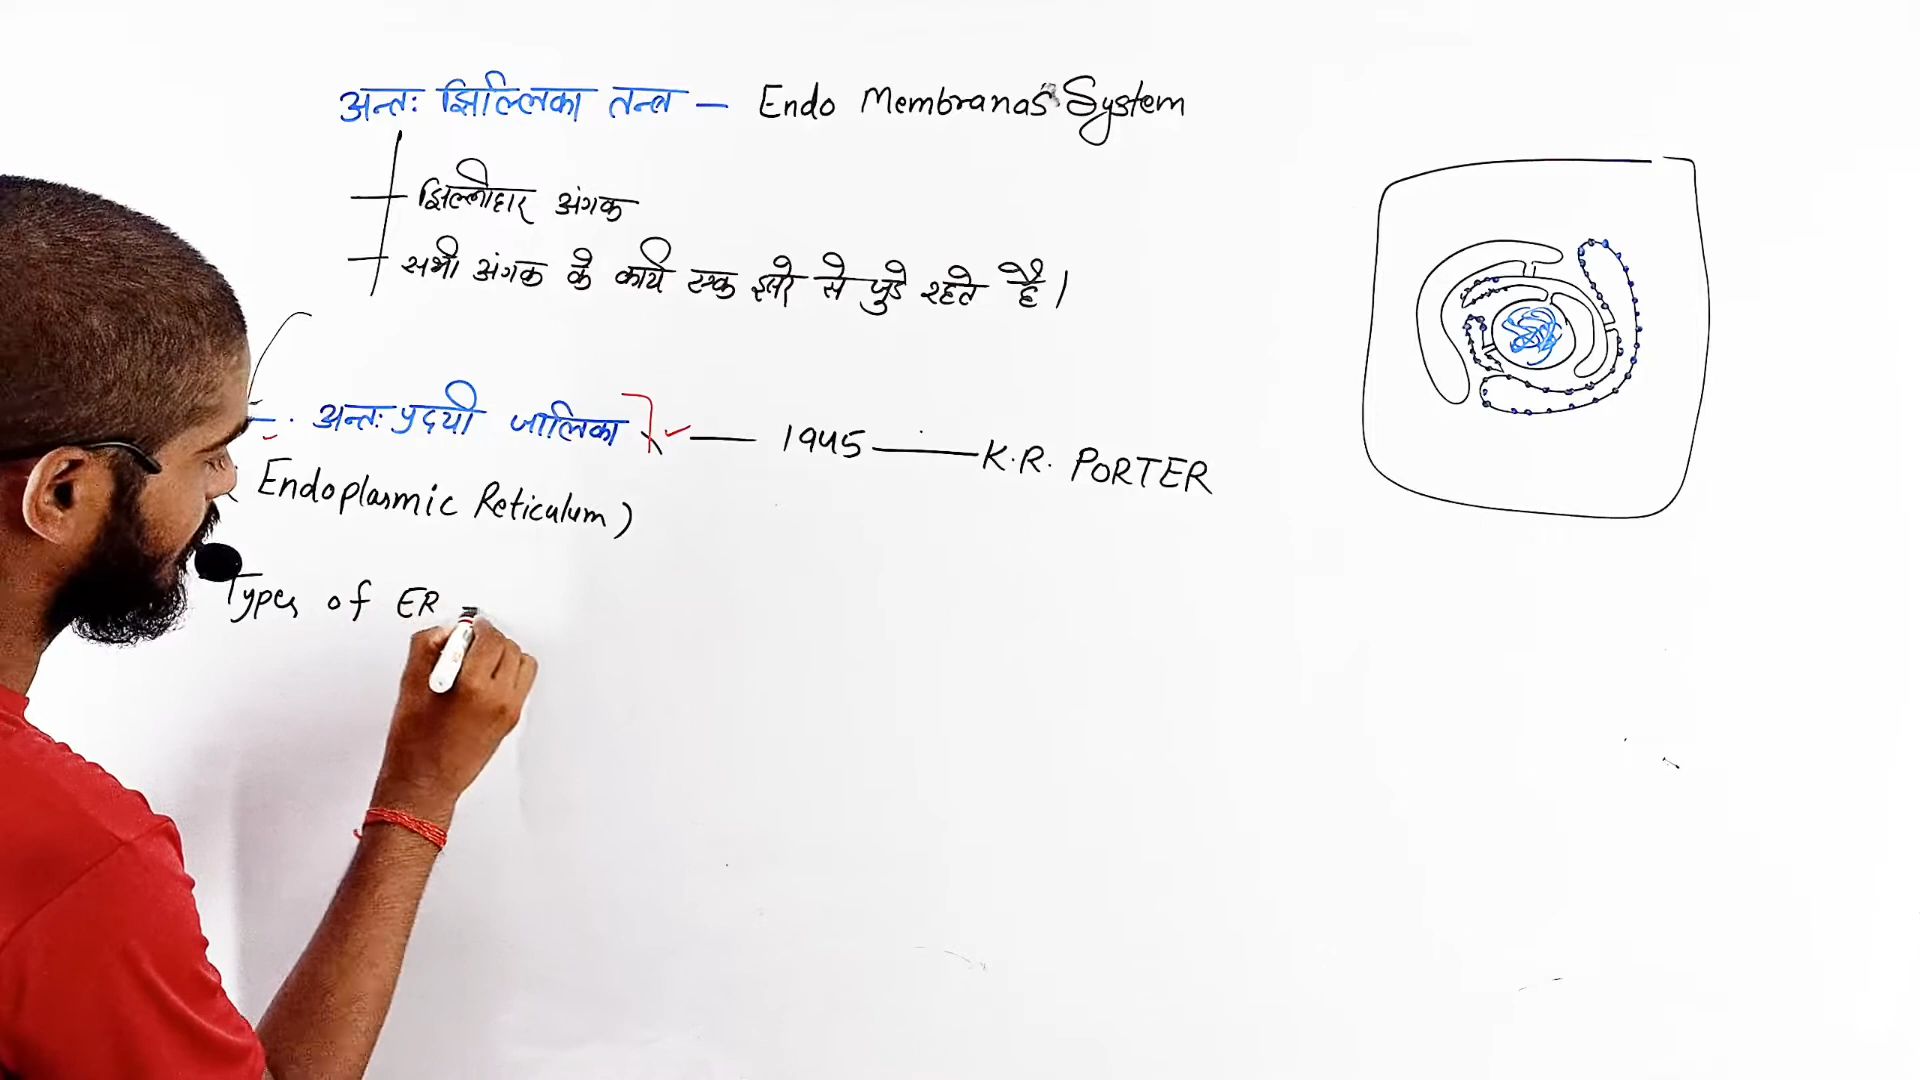 अन्तः झिल्लिका तन्त्र — Endo Membranas System
झिल्लीदार अंगक
सभी अंगक के कार्य एक दूसरे से जुड़े रहते है।
अन्तः प्रदयी जालिका — 1945 — K.R. PORTER
(Endoplasmic Reticulum)
Types of ER